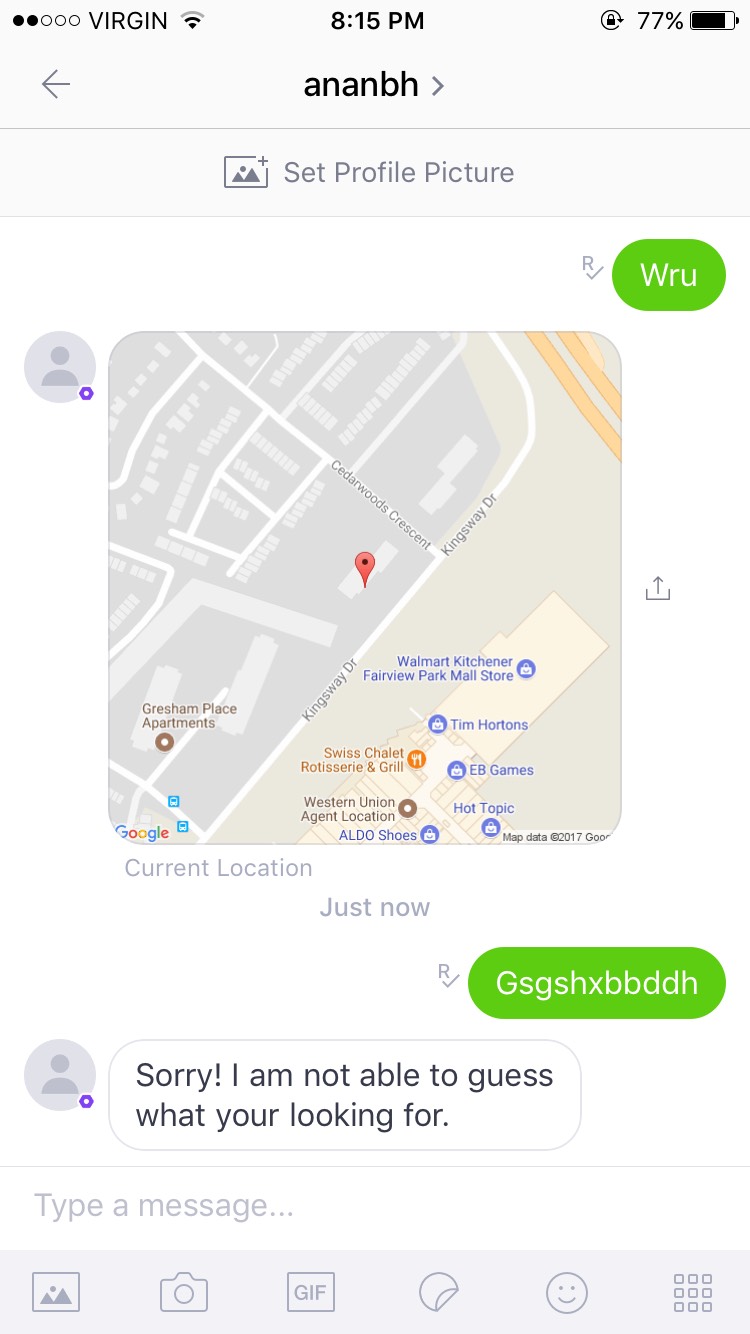 VIRGIN 8:15 PM 77%
ananbh
Set Profile Picture
R
Wru
Cedarwoods Crescent
Kingsway Dr
Kingsway Dr
Walmart Kitchener
Fairview Park Mall Store
Gresham Place
Apartments
Tim Hortons
Swiss Chalet
Rotisserie & Grill
EB Games
Western Union
Agent Location
Hot Topic
ALDO Shoes
Google
Map data ©2017 Goo
Current Location
Just now
R
Gsgshxbbddh
Sorry! I am not able to guess
what your looking for.
Type a message...
GIF